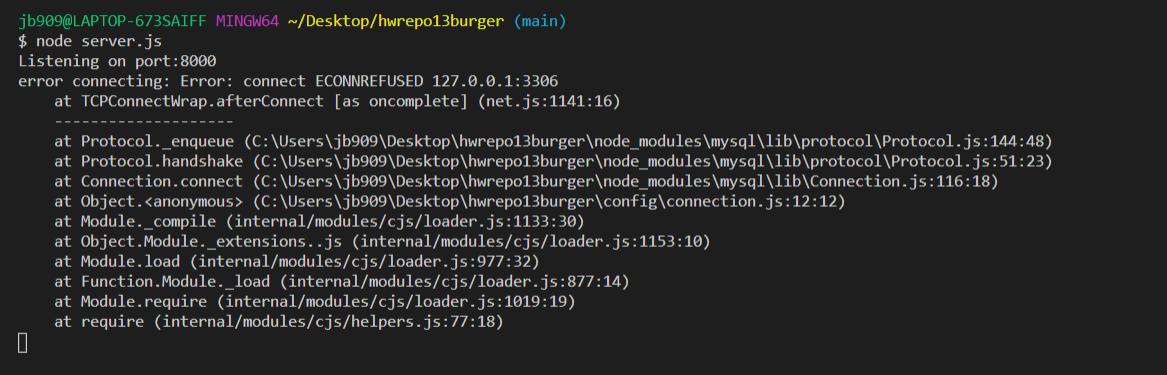 jb909@LAPTOP-673SAIFF MINGW64 ~/Desktop/hwrepo13burger (main)
$ node server.js
Listening on port:8000
error connecting: Error: connect ECONNREFUSED 127.0.0.1:3306
    at TCPConnectWrap.afterConnect [as oncomplete] (net.js:1141:16)
    --------------------
    at Protocol._enqueue (C:\Users\jb909\Desktop\hwrepo13burger\node_modules\mysql\lib\protocol\Protocol.js:144:48)
    at Protocol.handshake (C:\Users\jb909\Desktop\hwrepo13burger\node_modules\mysql\lib\protocol\Protocol.js:51:23)
    at Connection.connect (C:\Users\jb909\Desktop\hwrepo13burger\node_modules\mysql\lib\Connection.js:116:18)
    at Object.<anonymous> (C:\Users\jb909\Desktop\hwrepo13burger\config\connection.js:12:12)
    at Module._compile (internal/modules/cjs/loader.js:1133:30)
    at Object.Module._extensions..js (internal/modules/cjs/loader.js:1153:10)
    at Module.load (internal/modules/cjs/loader.js:977:32)
    at Function.Module._load (internal/modules/cjs/loader.js:877:14)
    at Module.require (internal/modules/cjs/loader.js:1019:19)
    at require (internal/modules/cjs/helpers.js:77:18)